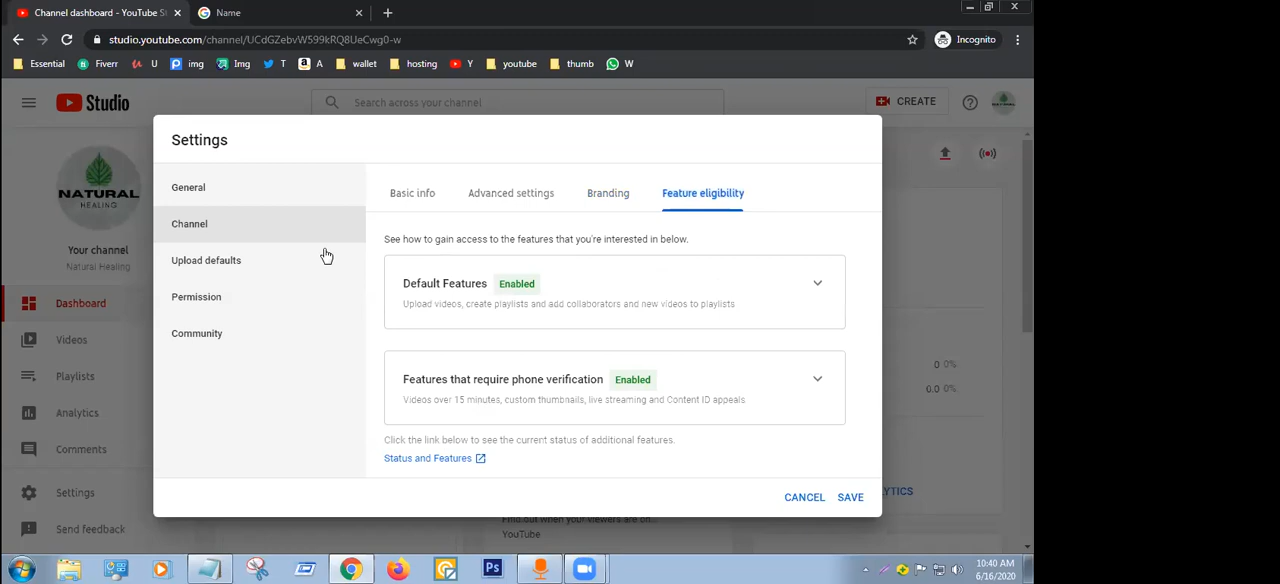 Channel dashboard - YouTube S
Name
studio.youtube.com/channel/UCdGZebvW599kRQ8UeCwg0-w
Incognito
Essential Fiverr U img Img T A wallet hosting Y youtube thumb W
Studio
Search across your channel
CREATE
Settings
General
Channel
Upload defaults
Permission
Community
Basic info Advanced settings Branding Feature eligibility
See how to gain access to the features that you're interested in below.
Default Features Enabled
Upload videos, create playlists and add collaborators and new videos to playlists
Features that require phone verification Enabled
Videos over 15 minutes, custom thumbnails, live streaming and Content ID appeals
Click the link below to see the current status of additional features.
Status and Features
CANCEL SAVE
NATURAL
HEALING
Your channel
Natural Healing
Dashboard
Videos
Playlists
Analytics
Comments
Settings
Send feedback
0 0%
0.0 0%
YTICS
Find out when your viewers are on...
YouTube
Ps
10:40 AM
6/16/2020